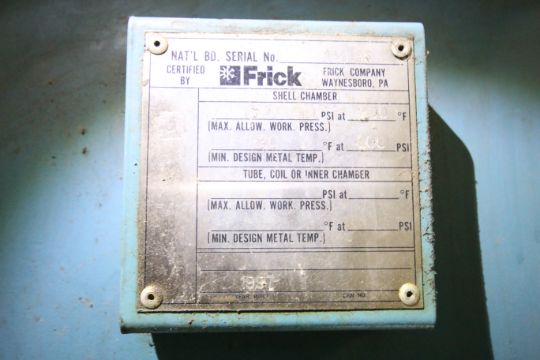 NAT'L BD. SERIAL No.
CERTIFIED BY
Frick
FRICK COMPANY
WAYNESBORO, PA
SHELL CHAMBER
PSI at °F
(MAX. ALLOW. WORK. PRESS.)
°F at PSI
(MIN. DESIGN METAL TEMP.)
TUBE, COIL OR INNER CHAMBER
PSI at °F
(MAX. ALLOW. WORK. PRESS.)
°F at PSI
(MIN. DESIGN METAL TEMP.)
YEAR BUILT